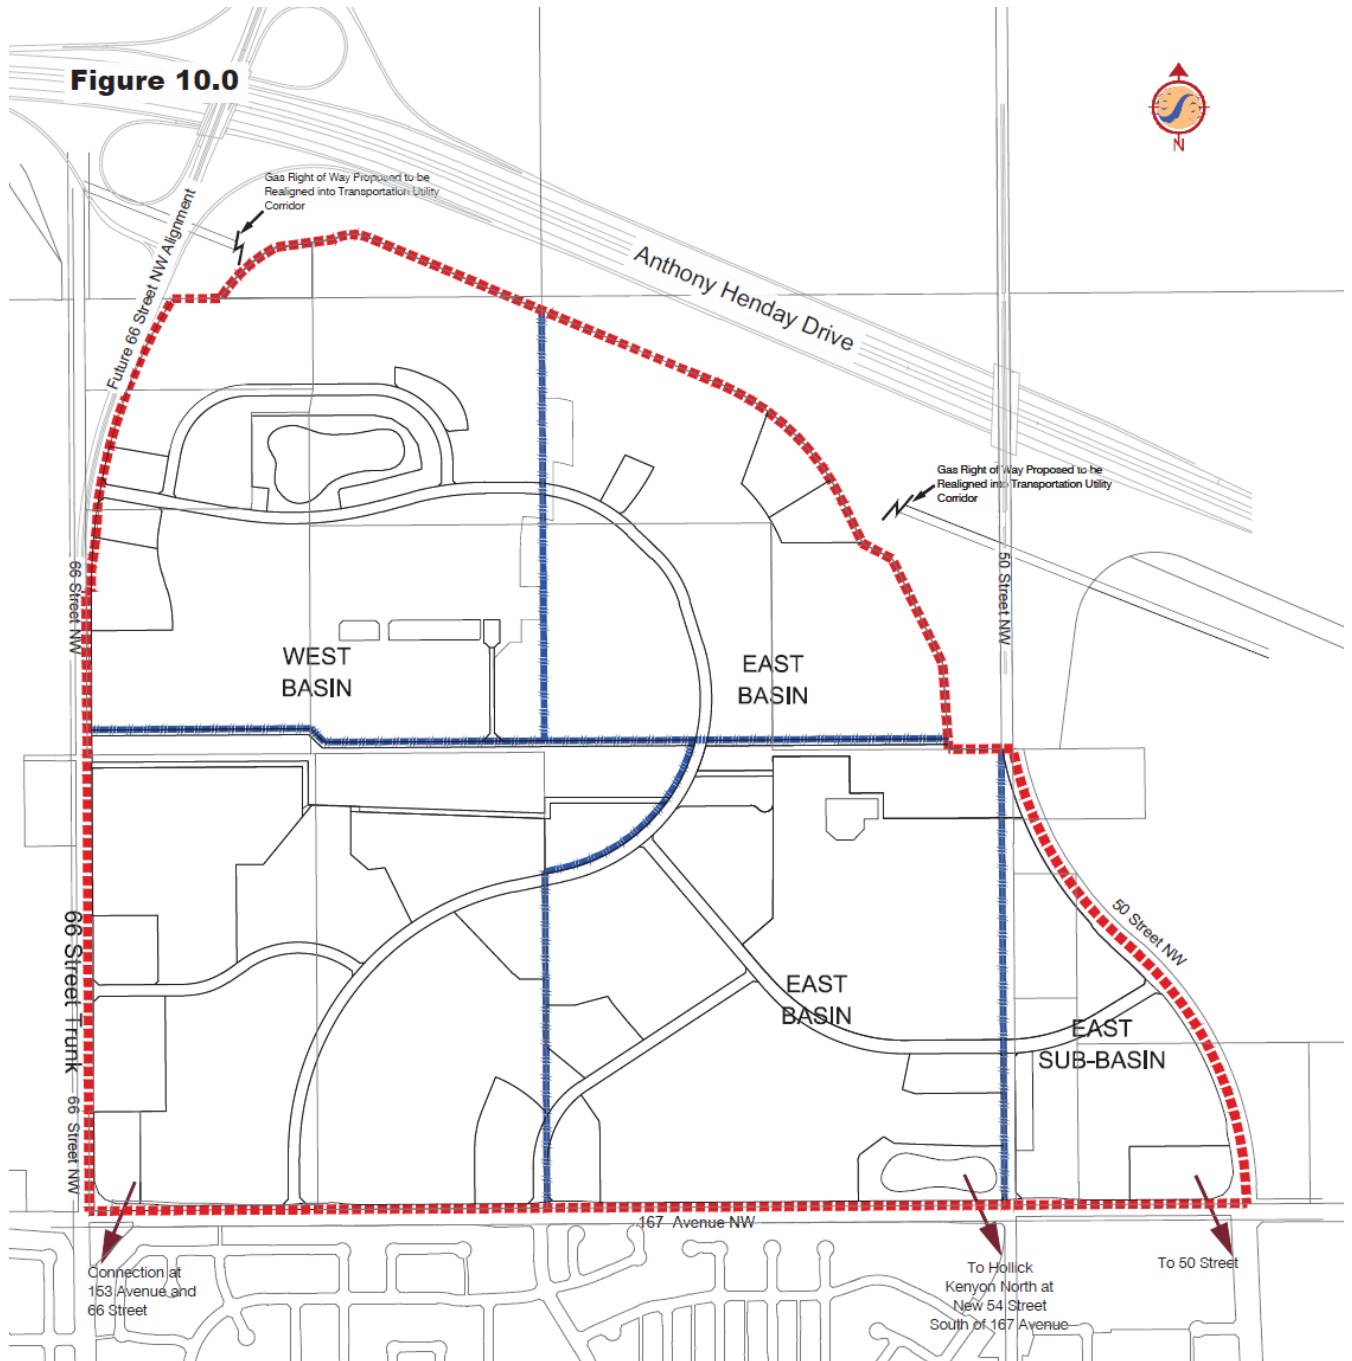 Figure 10.0
N
Gas Right of Way Proposed to be
Realigned into Transportation Utility
Corridor
Future 66 Street NW Alignment
Anthony Henday Drive
Gas Right of Way Proposed to be
Realigned into Transportation Utility
Corridor
66 Street NW
50 Street NW
WEST
BASIN
EAST
BASIN
50 Street NW
66 Street Trunk
EAST
BASIN
EAST
SUB-BASIN
66 Street NW
167 Avenue NW
Connection at
153 Avenue and
66 Street
To Hollick
Kenyon North at
New 54 Street
South of 167 Avenue
To 50 Street